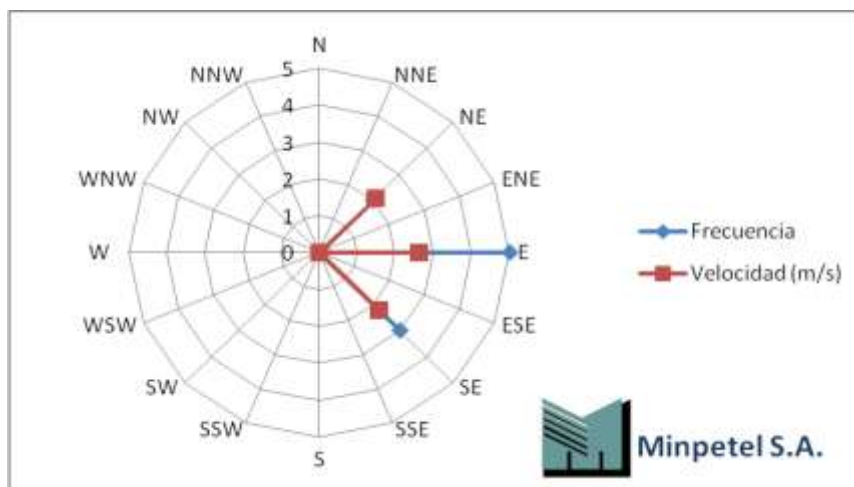 N
NNE
NE
ENE
E
ESE
SE
SSE
S
SSW
SW
WSW
W
WNW
NW
NNW
5
4
3
2
1
0
Frecuencia
Velocidad (m/s)
Minpetel S.A.